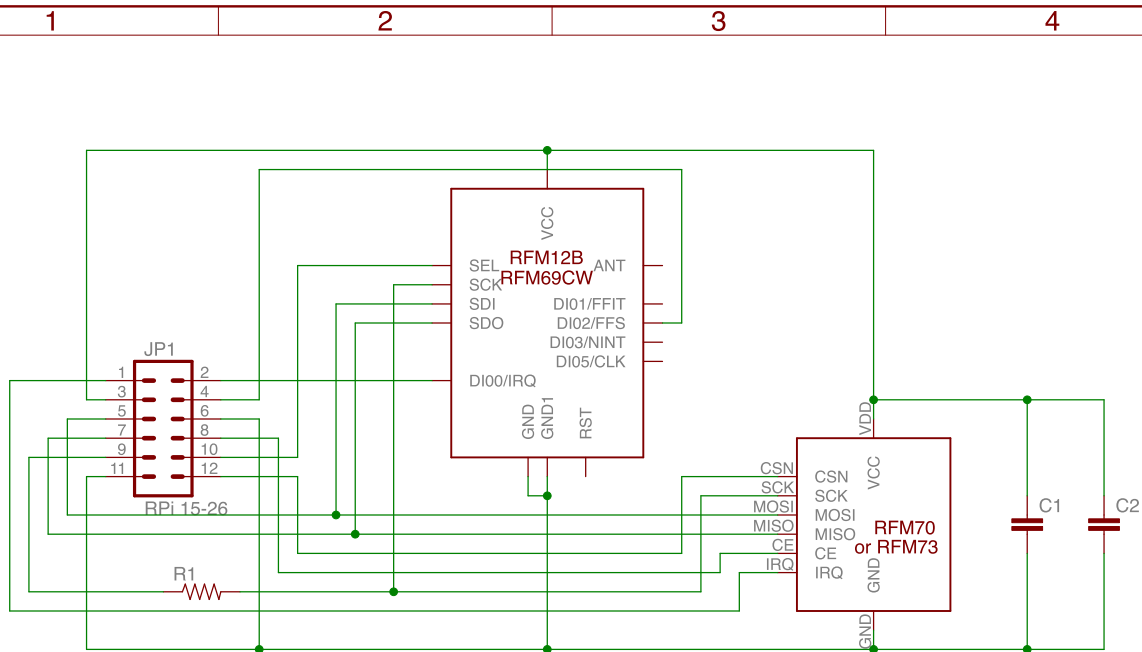 1 2 3 4
VCC
RFM12B
RFM69CW
SEL
SCK
SDI
SDO
DI00/IRQ
ANT
DI01/FFIT
DI02/FFS
DI03/NINT
DI05/CLK
GND
GND1
RST
JP1
1 2
3 4
5 6
7 8
9 10
11 12
RPi 15-26
R1
VDD
CSN
SCK
MOSI
MISO
CE
IRQ
CSN
SCK
MOSI
MISO
CE
IRQ
VCC
RFM70
or RFM73
GND
GND
C1
C2